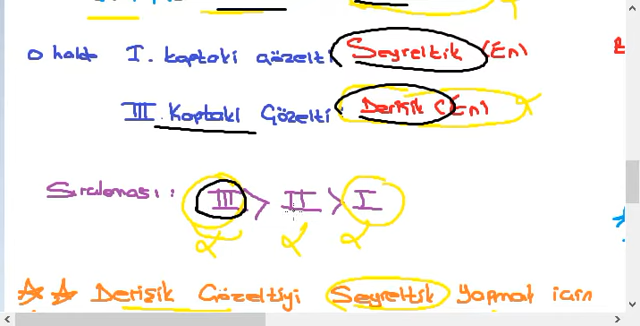 O halde I. kaptaki çözelti Seyreltik (En)
III. Kaptaki Çözelti Derişik (En)
Sıralaması: III > II > I
Derişik Çözeltiyi Seyreltik yapmak için